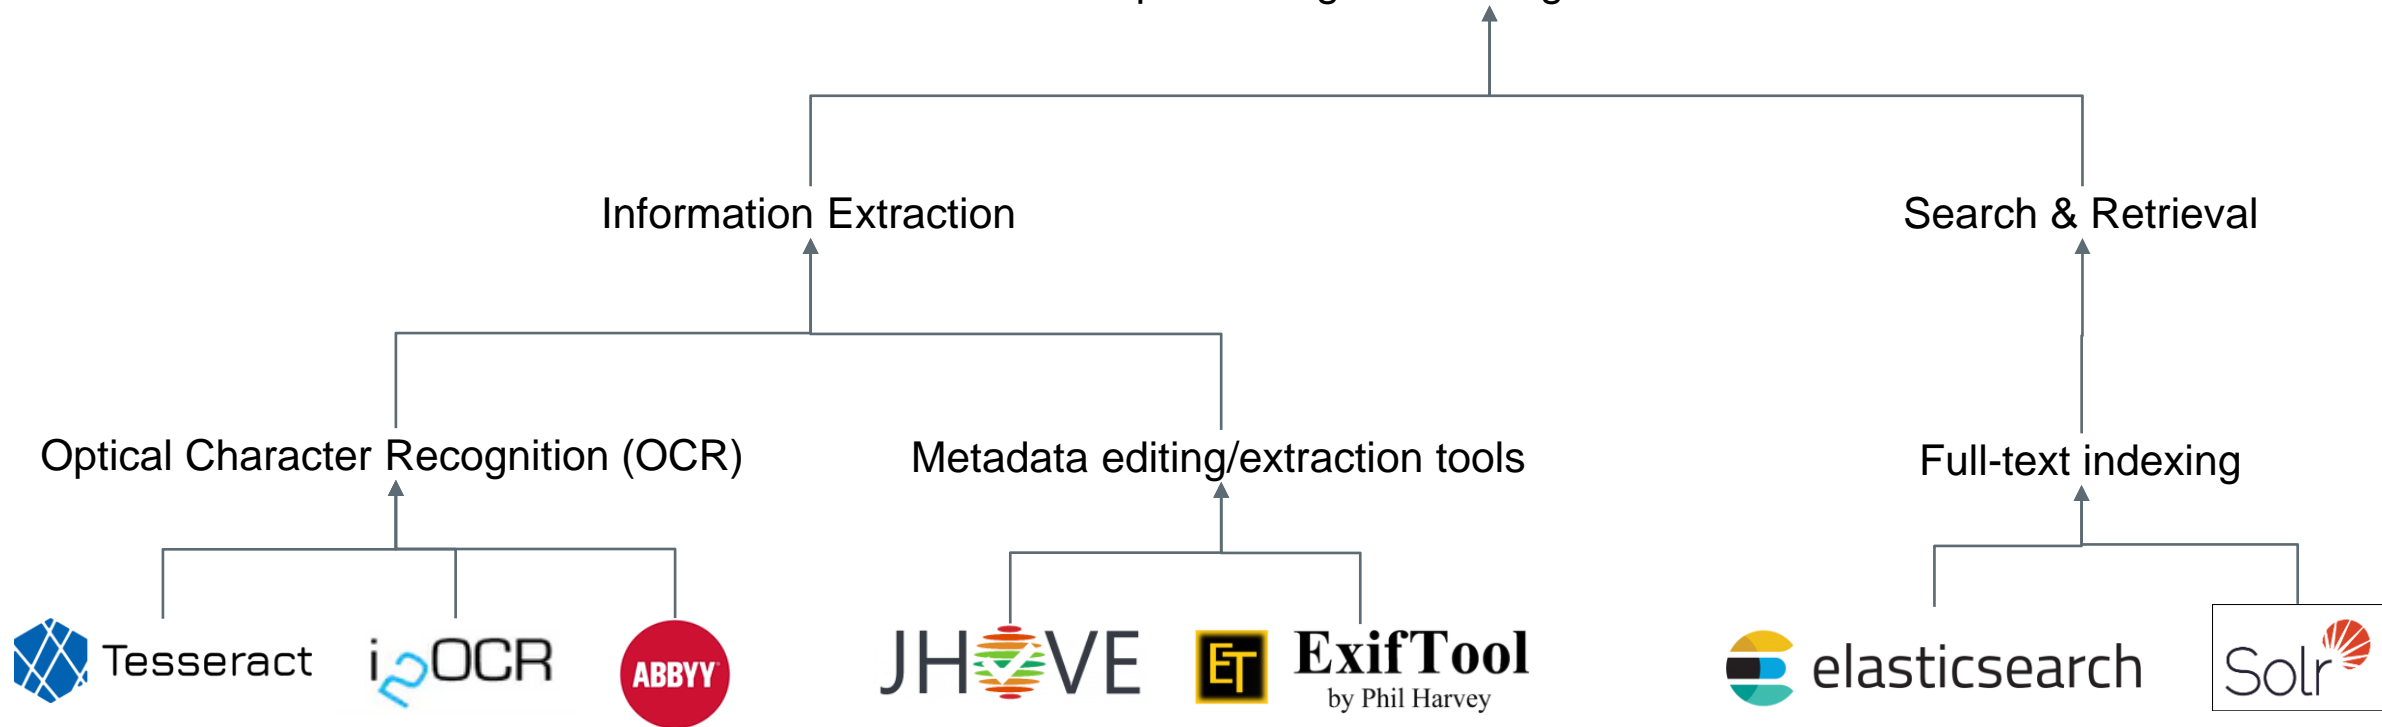 Information Extraction
Search & Retrieval
Optical Character Recognition (OCR)
Metadata editing/extraction tools
Full-text indexing
Tesseract
i2OCR
ABBYY
JHOVE
ET
ExifTool
by Phil Harvey
elasticsearch
Solr